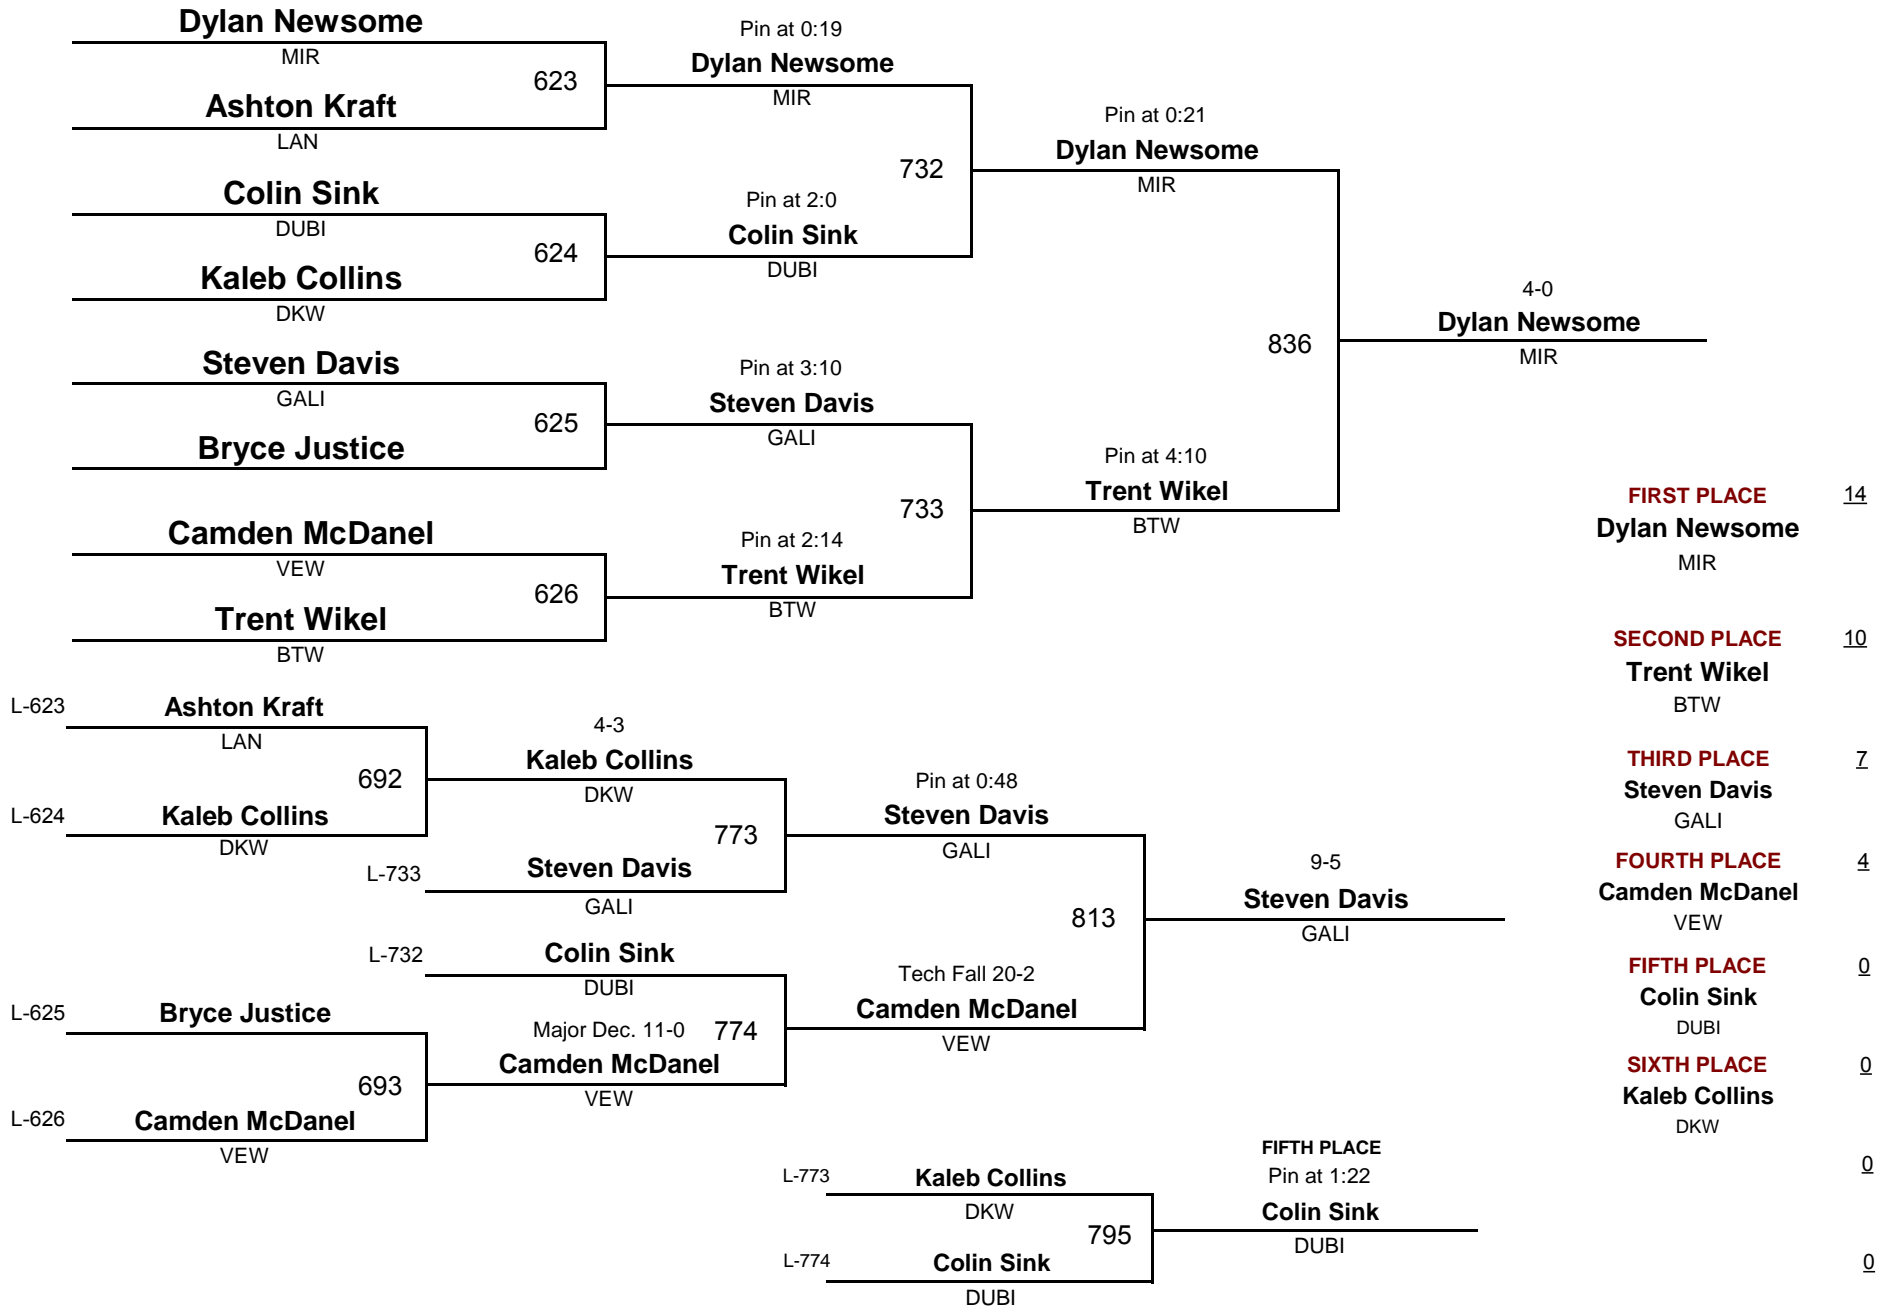 Dylan Newsome
MIR
623
Ashton Kraft
LAN
Colin Sink
DUBI
624
Kaleb Collins
DKW
Steven Davis
GALI
625
Bryce Justice
Camden McDanel
VEW
626
Trent Wikel
BTW
Pin at 0:19
Dylan Newsome
MIR
732
Pin at 2:0
Colin Sink
DUBI
Pin at 3:10
Steven Davis
GALI
733
Pin at 2:14
Trent Wikel
BTW
Pin at 0:21
Dylan Newsome
MIR
836
Pin at 4:10
Trent Wikel
BTW
4-0
Dylan Newsome
MIR
L-623
Ashton Kraft
LAN
692
L-624
Kaleb Collins
DKW
4-3
Kaleb Collins
DKW
773
L-733
Steven Davis
GALI
L-732
Colin Sink
DUBI
L-625
Bryce Justice
693
L-626
Camden McDanel
VEW
Major Dec. 11-0
774
Camden McDanel
VEW
Pin at 0:48
Steven Davis
GALI
813
Tech Fall 20-2
Camden McDanel
VEW
9-5
Steven Davis
GALI
L-773
Kaleb Collins
DKW
795
L-774
Colin Sink
DUBI
FIFTH PLACE
Pin at 1:22
Colin Sink
DUBI
FIRST PLACE 14
Dylan Newsome
MIR
SECOND PLACE 10
Trent Wikel
BTW
THIRD PLACE 7
Steven Davis
GALI
FOURTH PLACE 4
Camden McDanel
VEW
FIFTH PLACE 0
Colin Sink
DUBI
SIXTH PLACE 0
Kaleb Collins
DKW
0
0